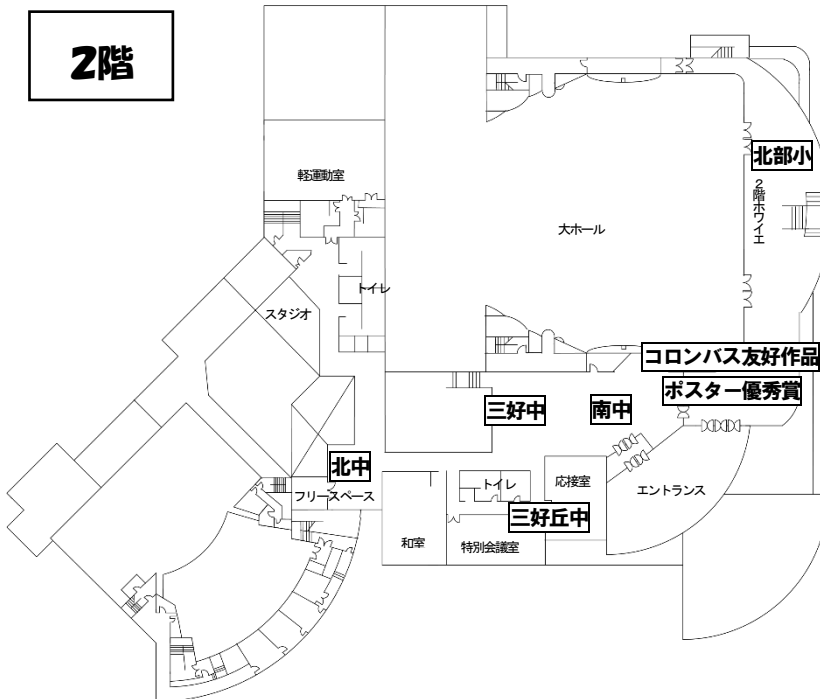 2階
北部小
軽運動室
2階ホワイエ
大ホール
トイレ
スタジオ
コロンバス友好作品
ポスター優秀賞
三好中
南中
北中
トイレ
応接室
エントランス
フリースペース
三好丘中
和室
特別会議室